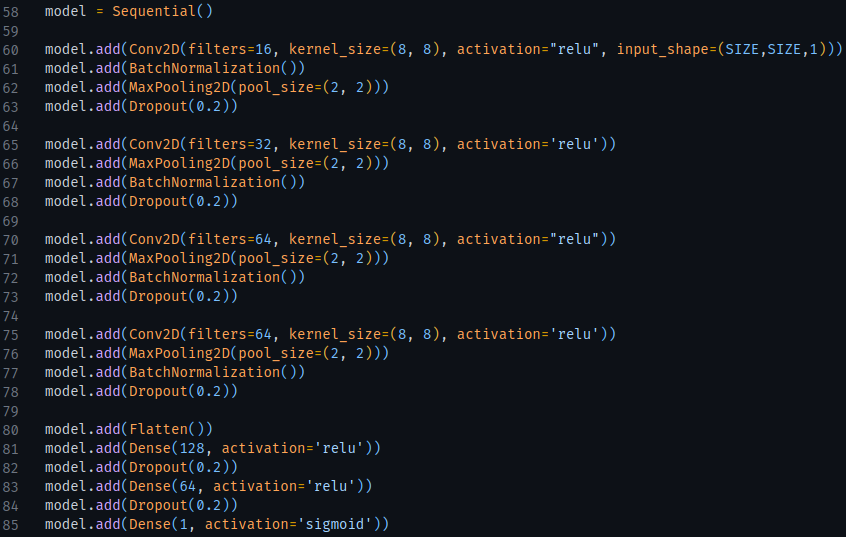 58 model = Sequential()
59
60 model.add(Conv2D(filters=16, kernel_size=(8, 8), activation="relu", input_shape=(SIZE,SIZE,1)))
61 model.add(BatchNormalization())
62 model.add(MaxPooling2D(pool_size=(2, 2)))
63 model.add(Dropout(0.2))
64
65 model.add(Conv2D(filters=32, kernel_size=(8, 8), activation='relu'))
66 model.add(MaxPooling2D(pool_size=(2, 2)))
67 model.add(BatchNormalization())
68 model.add(Dropout(0.2))
69
70 model.add(Conv2D(filters=64, kernel_size=(8, 8), activation="relu"))
71 model.add(MaxPooling2D(pool_size=(2, 2)))
72 model.add(BatchNormalization())
73 model.add(Dropout(0.2))
74
75 model.add(Conv2D(filters=64, kernel_size=(8, 8), activation='relu'))
76 model.add(MaxPooling2D(pool_size=(2, 2)))
77 model.add(BatchNormalization())
78 model.add(Dropout(0.2))
79
80 model.add(Flatten())
81 model.add(Dense(128, activation='relu'))
82 model.add(Dropout(0.2))
83 model.add(Dense(64, activation='relu'))
84 model.add(Dropout(0.2))
85 model.add(Dense(1, activation='sigmoid'))